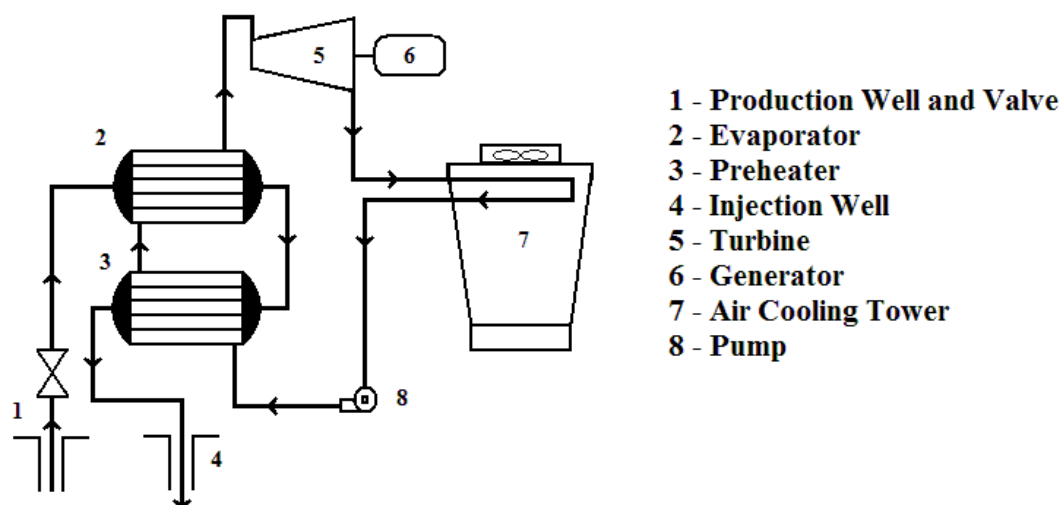 5
6
2
3
7
8
1
4
1 - Production Well and Valve
2 - Evaporator
3 - Preheater
4 - Injection Well
5 - Turbine
6 - Generator
7 - Air Cooling Tower
8 - Pump